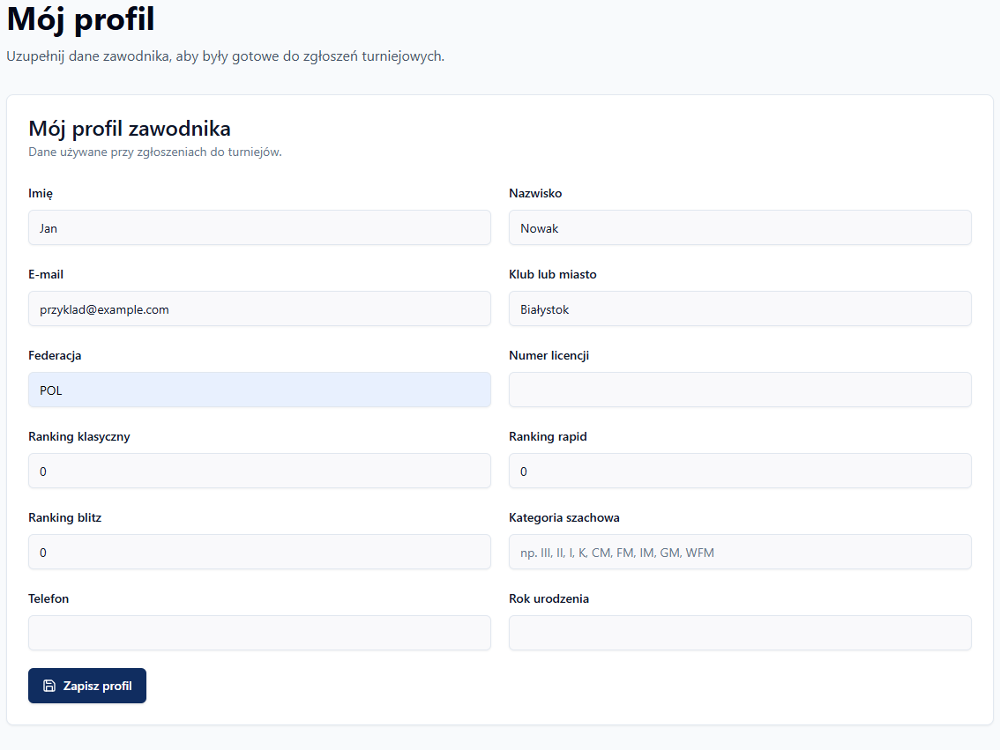 Mój profil
Uzupełnij dane zawodnika, aby były gotowe do zgłoszeń turniejowych.
Mój profil zawodnika
Dane używane przy zgłoszeniach do turniejów.
Imię
Nazwisko
Jan
Nowak
E-mail
Klub lub miasto
przyklad@example.com
Białystok
Federacja
Numer licencji
POL
Ranking klasyczny
Ranking rapid
0
0
Ranking blitz
Kategoria szachowa
0
np. III, II, I, K, CM, FM, IM, GM, WFM
Telefon
Rok urodzenia
Zapisz profil